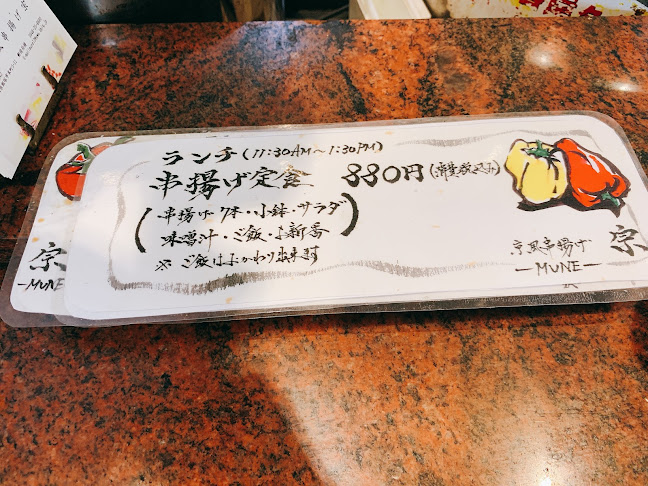 ランチ(11:30AM～1:30PM)
串揚げ定食 880円(消費税込み)
串揚げ7本・小鉢・サラダ
味噌汁・ご飯・お新香
※ご飯はおかわり出来ます
京風串揚げ 宗
—MUNE—
宗
—MUNE